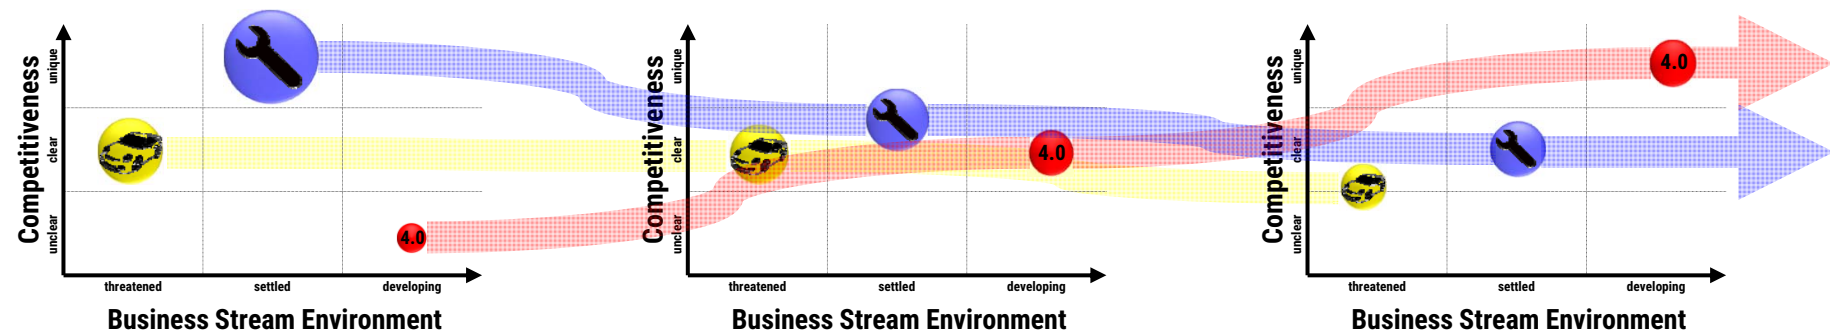 Competitiveness
unique
clear
unclear
4.0
threatened settled developing
Business Stream Environment
Competitiveness
unique
clear
unclear
4.0
threatened settled developing
Business Stream Environment
Competitiveness
unique
clear
unclear
4.0
threatened settled developing
Business Stream Environment